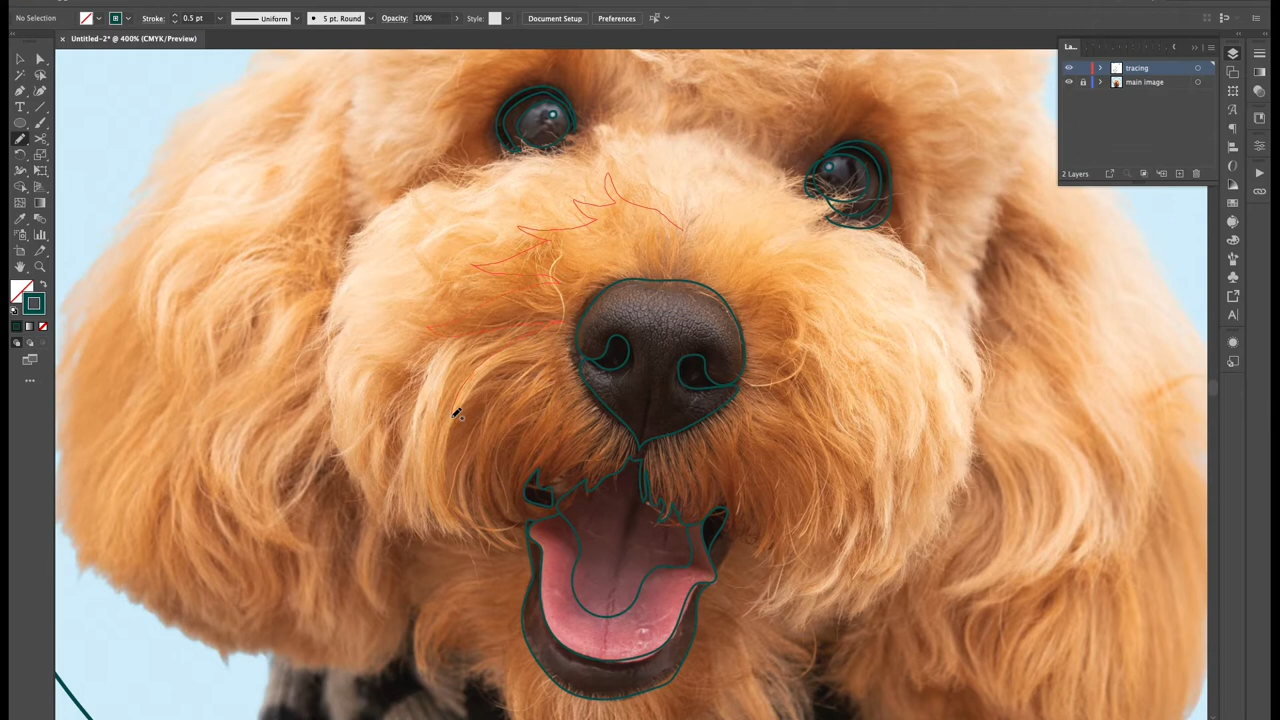 No Selection Stroke: 0.5 pt Uniform 5 pt. Round Opacity: 100% Style: Document Setup Preferences
× Untitled-2* @ 400% (CMYK/Preview)
La...
tracing
main image
2 Layers